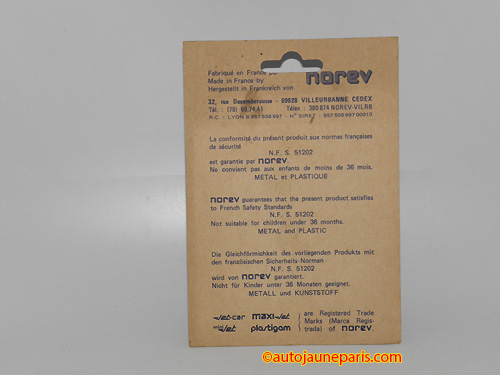 Fabriqué en France par
Made in France by
Hergestellt in Frankreich von
norev
32, rue Decomberousse - 69628 VILLEURBANNE CEDEX
Tél. : (78) 68.74.41 Télex : 380 874 NOREV-VILRB
R.C. : LYON B 957 508 997 - N° SIRET : 957 508 997 00013
La conformité du présent produit aux normes françaises
de sécurité
N.F. S. 51202
est garantie par norev.
Ne convient pas aux enfants de moins de 36 mois.
METAL et PLASTIQUE
norev guarantees that the present product satisfies
to French Safety Standards
N.F. S. 51202
Not suitable for children under 36 months.
METAL and PLASTIC
Die Gleichförmichkeit des vorliegenden Produkts mit
den französischen Sicherheits-Norman
N.F. S. 51202
wird von norev garantiert.
Nicht für Kinder unter 36 Monaten geeignet.
METALL und KUNSTSTOFF
Jet-car maxi-Jet
mini Jet plastigam
are Registered Trade
Marks (Marca Regis-
trada) of norev.
©autojauneparis.com